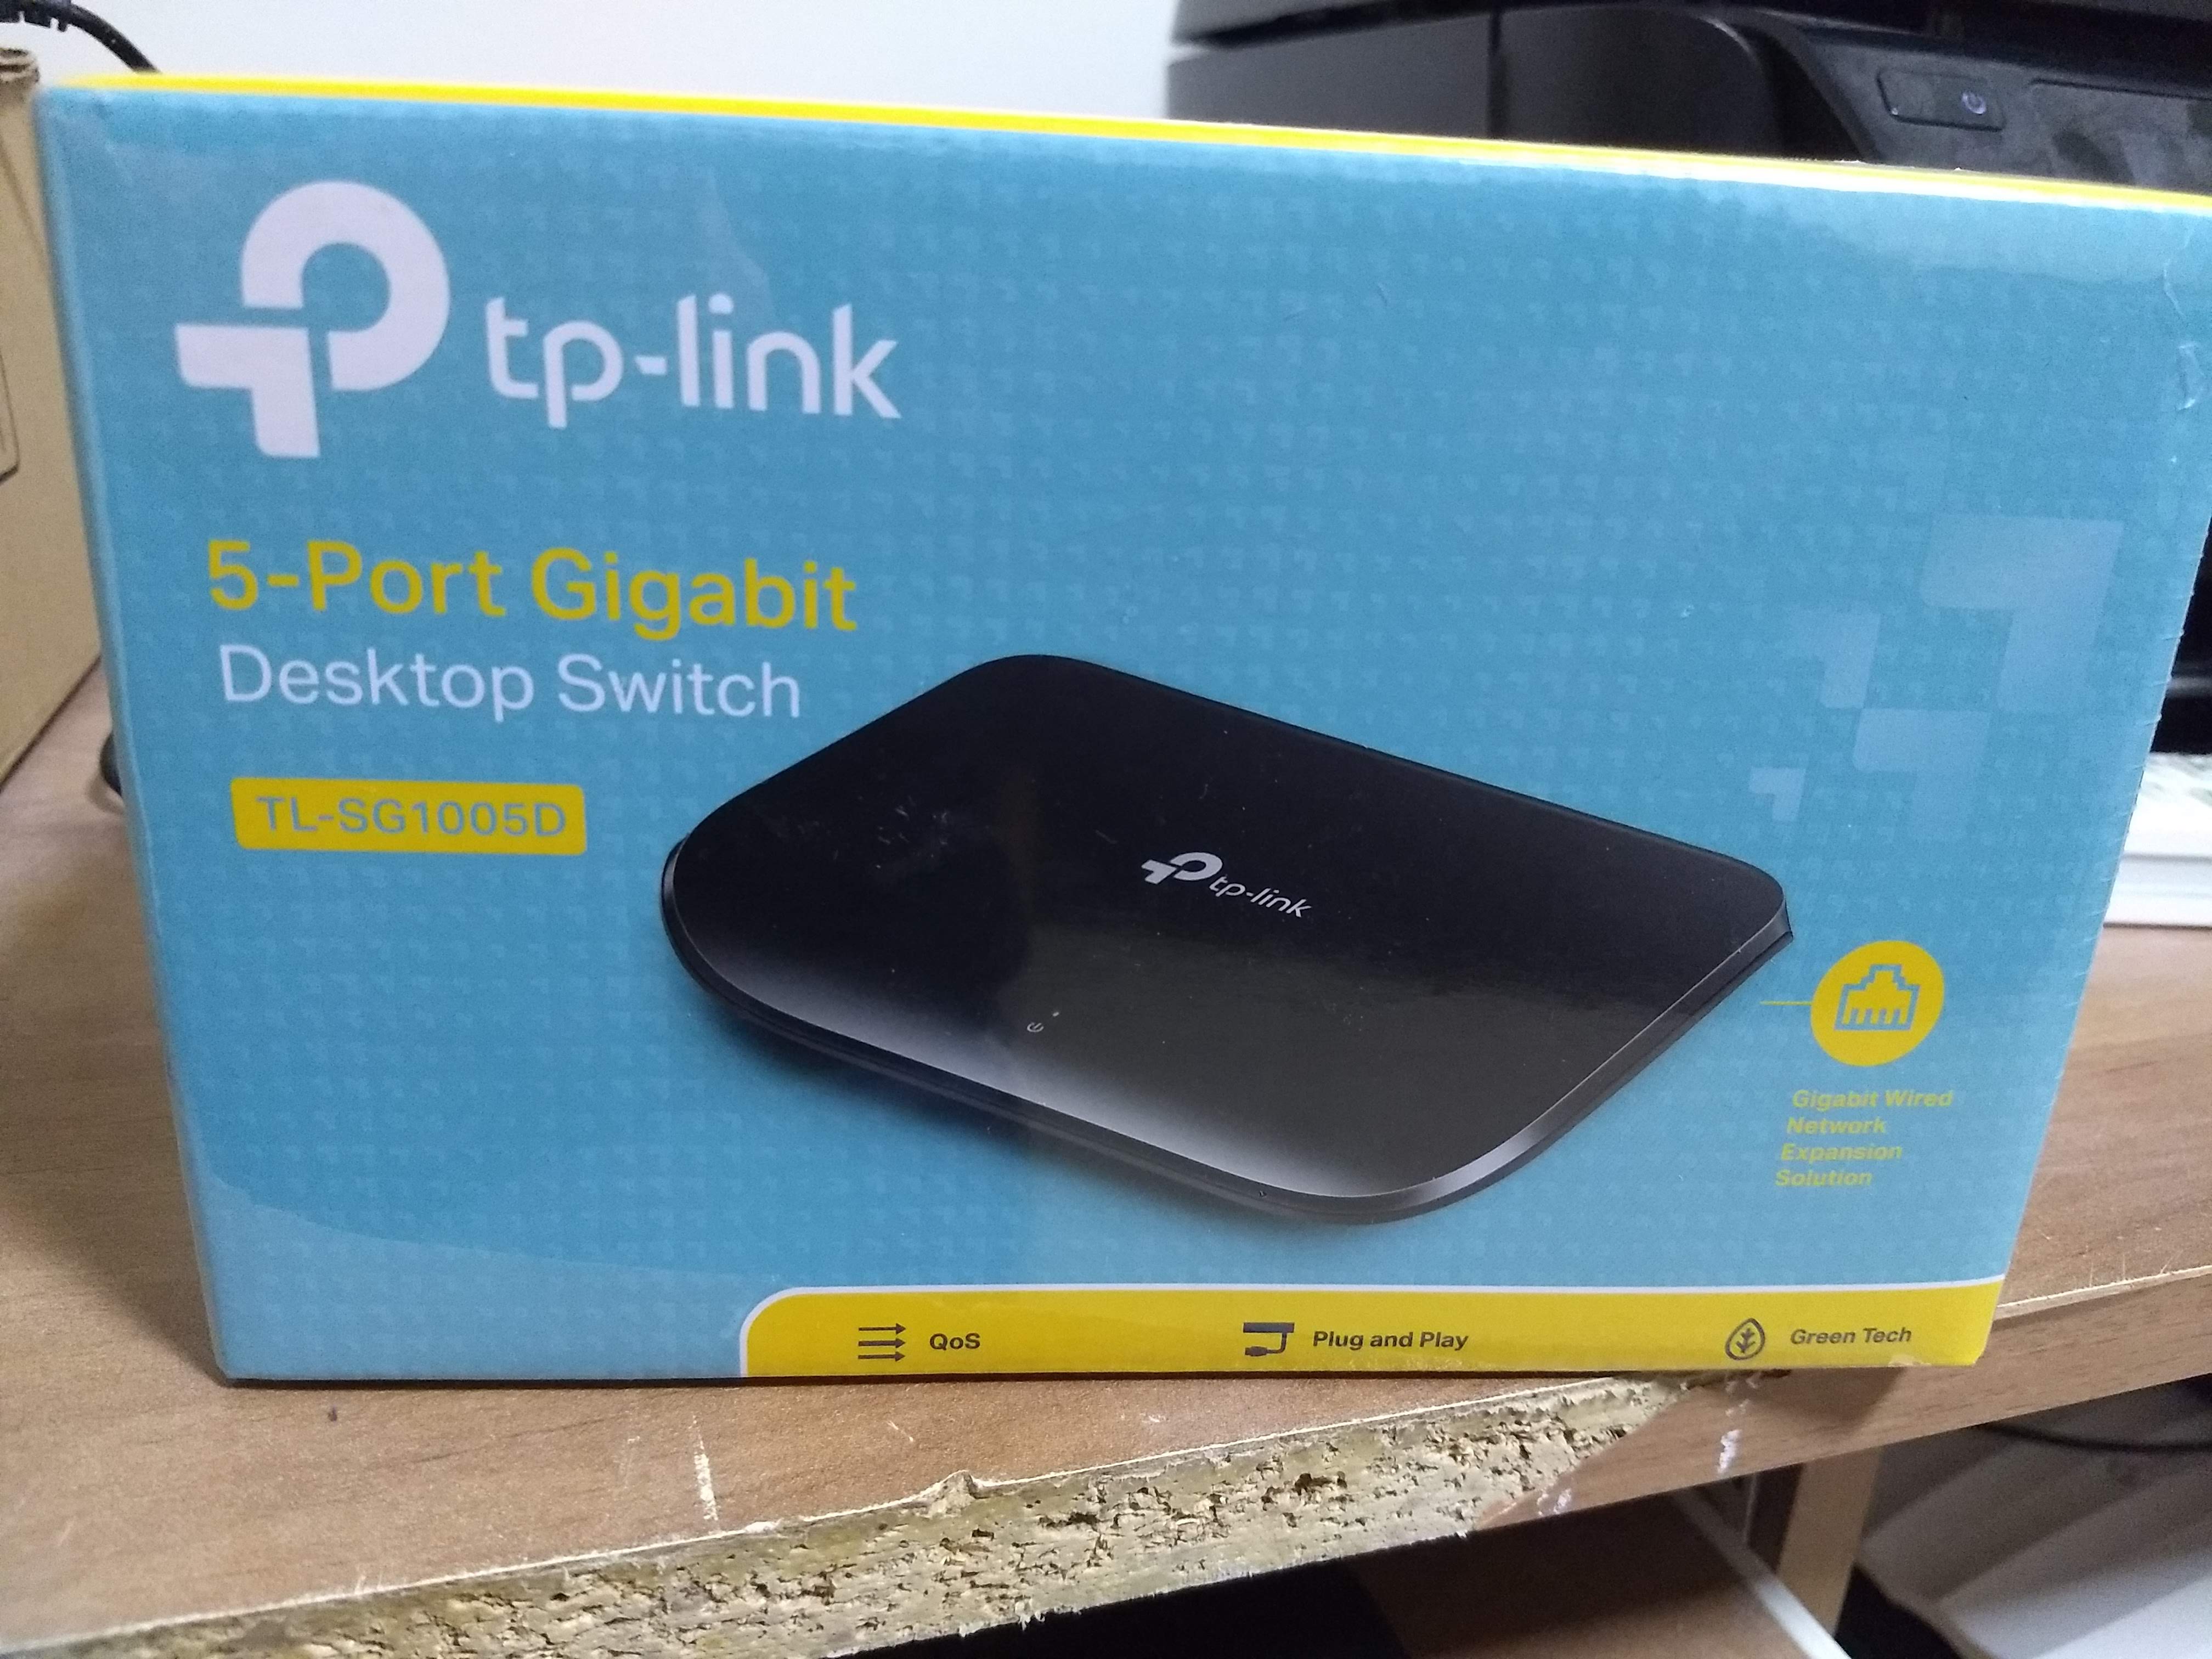 tp-link
5-Port Gigabit
Desktop Switch
TL-SG1005D
tp-link
Gigabit Wired
Network
Expansion
Solution
QoS
Plug and Play
Green Tech